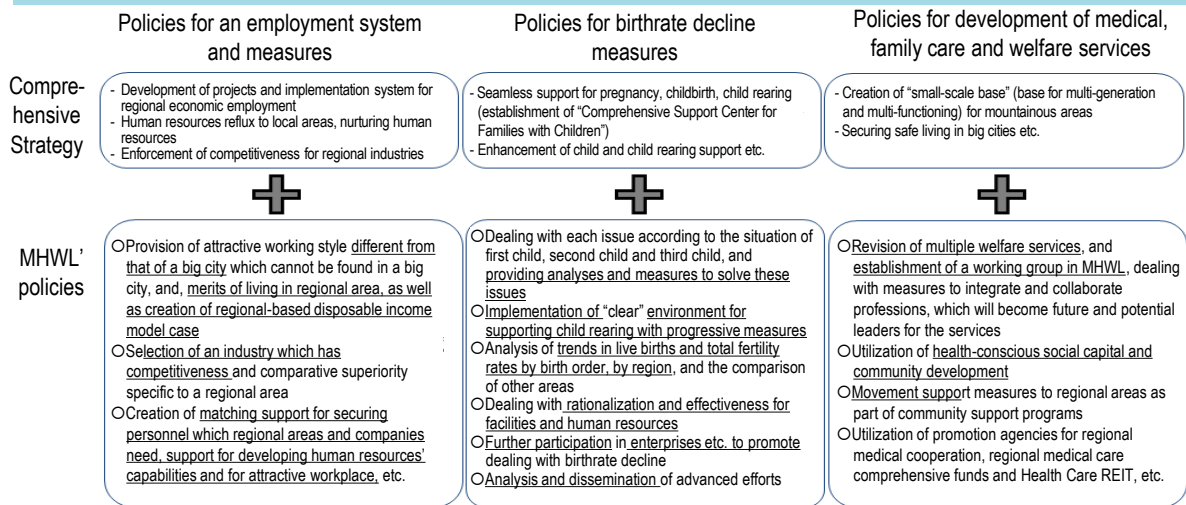 Policies for an employment system
and measures
Policies for birthrate decline
measures
Policies for development of medical,
family care and welfare services
Compre-
hensive
Strategy
- Development of projects and implementation system for
regional economic employment
- Human resources reflux to local areas, nurturing human
resources
- Enforcement of competitiveness for regional industries
- Seamless support for pregnancy, childbirth, child rearing
(establishment of “Comprehensive Support Center for
Families with Children”)
- Enhancement of child and child rearing support etc.
- Creation of “small-scale base” (base for multi-generation
and multi-functioning) for mountainous areas
- Securing safe living in big cities etc.
MHWL’
policies
○Provision of attractive working style different from
that of a big city which cannot be found in a big
city, and, merits of living in regional area, as well
as creation of regional-based disposable income
model case
○Selection of an industry which has
competitiveness and comparative superiority
specific to a regional area
○Creation of matching support for securing
personnel which regional areas and companies
need, support for developing human resources’
capabilities and for attractive workplace, etc.
○Dealing with each issue according to the situation of
first child, second child and third child, and
providing analyses and measures to solve these
issues
○Implementation of “clear” environment for
supporting child rearing with progressive measures
○Analysis of trends in live births and total fertility
rates by birth order, by region, and the comparison
of other areas
○Dealing with rationalization and effectiveness for
facilities and human resources
○Further participation in enterprises etc. to promote
dealing with birthrate decline
○Analysis and dissemination of advanced efforts
○Revision of multiple welfare services, and
establishment of a working group in MHWL, dealing
with measures to integrate and collaborate
professions, which will become future and potential
leaders for the services
○Utilization of health-conscious social capital and
community development
○Movement support measures to regional areas as
part of community support programs
○Utilization of promotion agencies for regional
medical cooperation, regional medical care
comprehensive funds and Health Care REIT, etc.